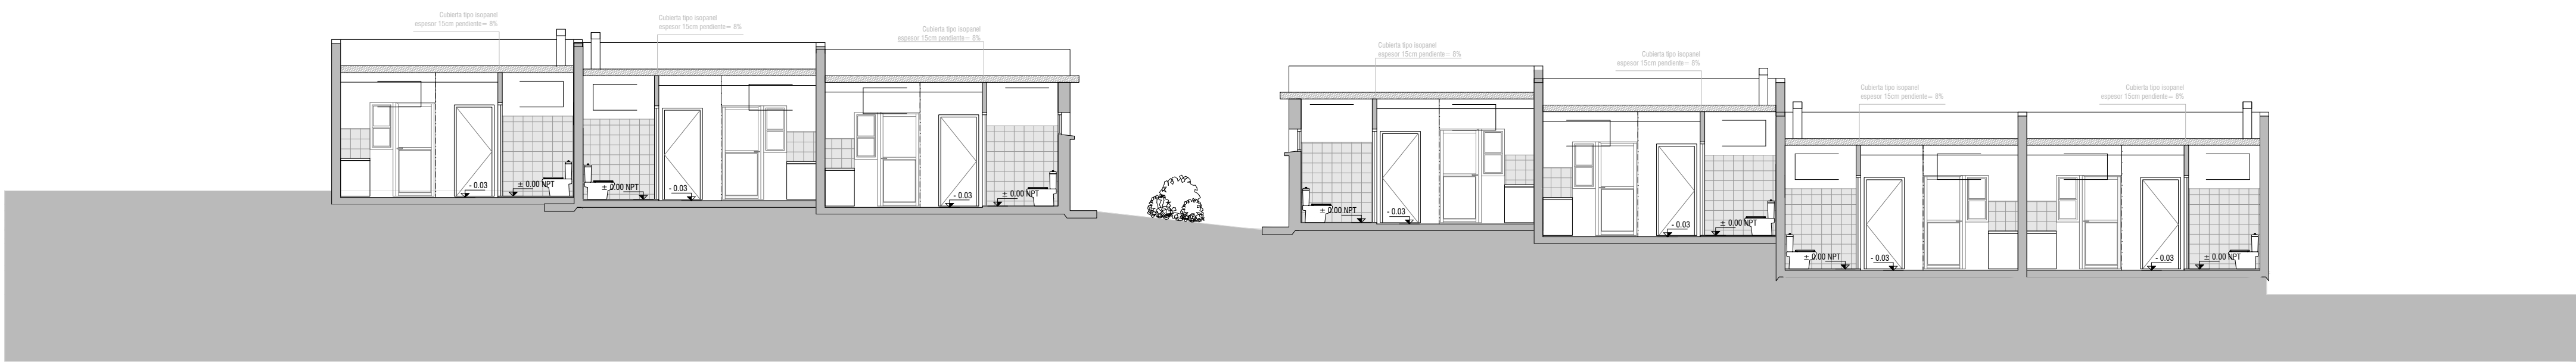 Cubierta tipo isopanel
espesor 15cm pendiente= 8%
Cubierta tipo isopanel
espesor 15cm pendiente= 8%
Cubierta tipo isopanel
espesor 15cm pendiente= 8%
Cubierta tipo isopanel
espesor 15cm pendiente= 8%
Cubierta tipo isopanel
espesor 15cm pendiente= 8%
Cubierta tipo isopanel
espesor 15cm pendiente= 8%
Cubierta tipo isopanel
espesor 15cm pendiente= 8%
- 0.03
± 0.00 NPT
± 0.00 NPT
- 0.03
- 0.03
± 0.00 NPT
± 0.00 NPT
- 0.03
- 0.03
± 0.00 NPT
± 0.00 NPT
- 0.03
- 0.03
± 0.00 NPT